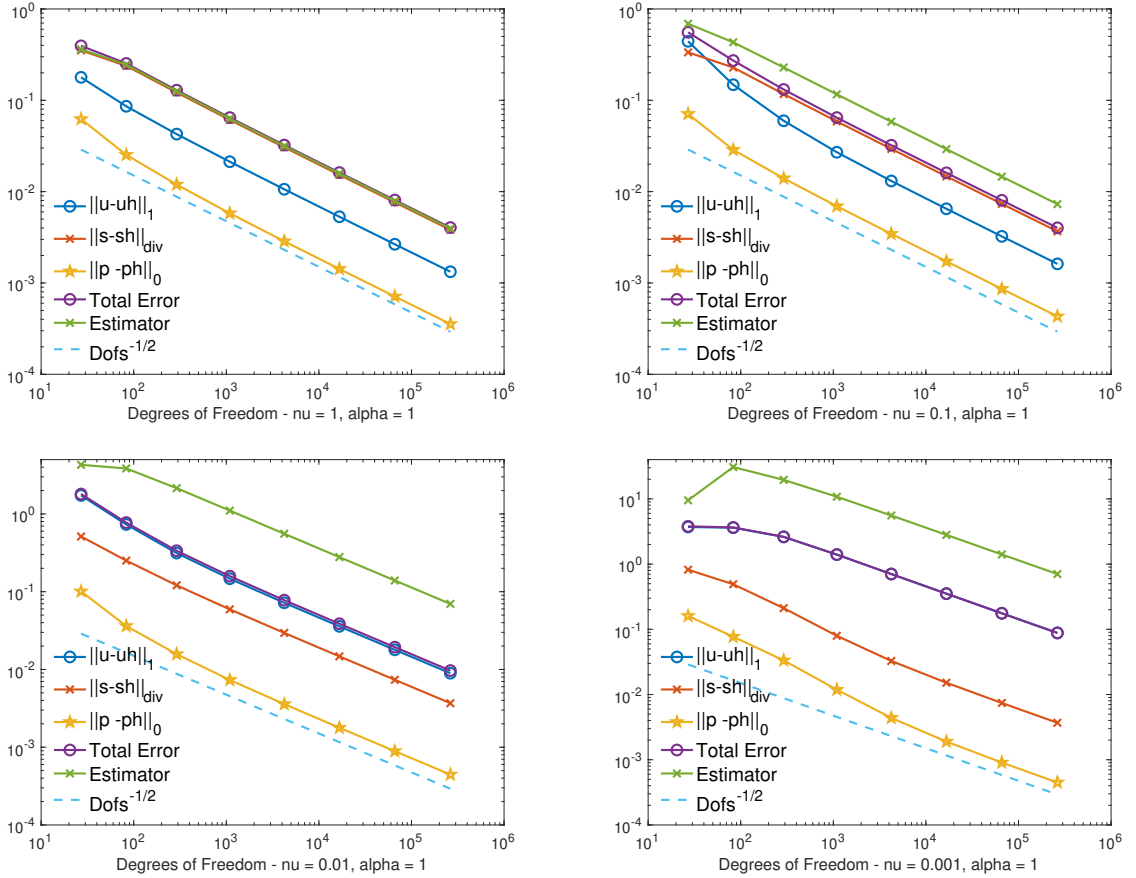 10^0
10^-1
10^-2
10^-3
10^-4
||u-uh||_1
||s-sh||_div
||p -ph||_0
Total Error
Estimator
Dofs^-1/2
10^1 10^2 10^3 10^4 10^5 10^6
Degrees of Freedom - nu = 1, alpha = 1
10^0
10^-1
10^-2
10^-3
10^-4
||u-uh||_1
||s-sh||_div
||p -ph||_0
Total Error
Estimator
Dofs^-1/2
10^1 10^2 10^3 10^4 10^5 10^6
Degrees of Freedom - nu = 0.1, alpha = 1
10^0
10^-1
10^-2
10^-3
10^-4
||u-uh||_1
||s-sh||_div
||p -ph||_0
Total Error
Estimator
Dofs^-1/2
10^1 10^2 10^3 10^4 10^5 10^6
Degrees of Freedom - nu = 0.01, alpha = 1
10^1
10^0
10^-1
10^-2
10^-3
10^-4
||u-uh||_1
||s-sh||_div
||p -ph||_0
Total Error
Estimator
Dofs^-1/2
10^1 10^2 10^3 10^4 10^5 10^6
Degrees of Freedom - nu = 0.001, alpha = 1